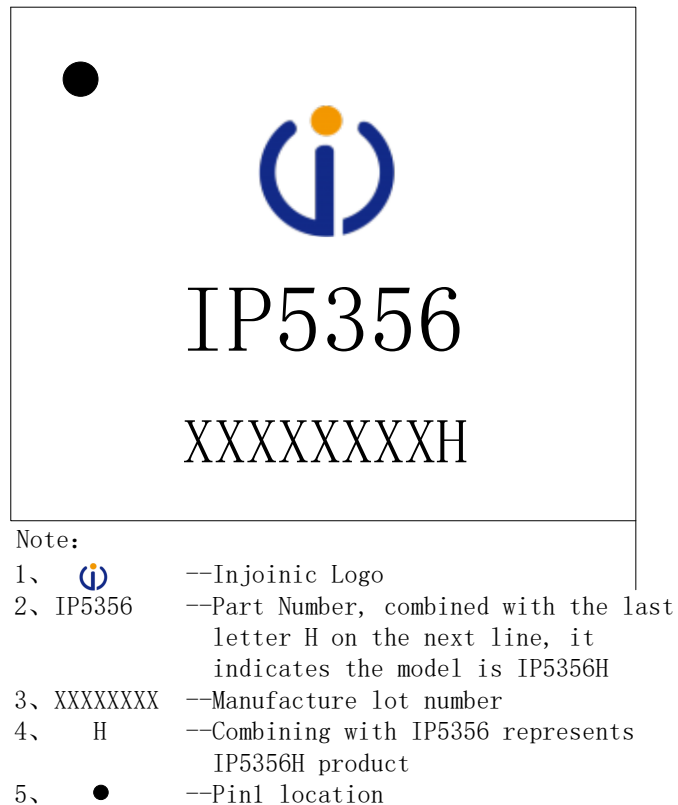 IP5356
XXXXXXXXH
Note:
1、 --Injoinic Logo
2、IP5356 --Part Number, combined with the last
letter H on the next line, it
indicates the model is IP5356H
3、XXXXXXXX --Manufacture lot number
4、 H --Combining with IP5356 represents
IP5356H product
5、 ● --Pin1 location